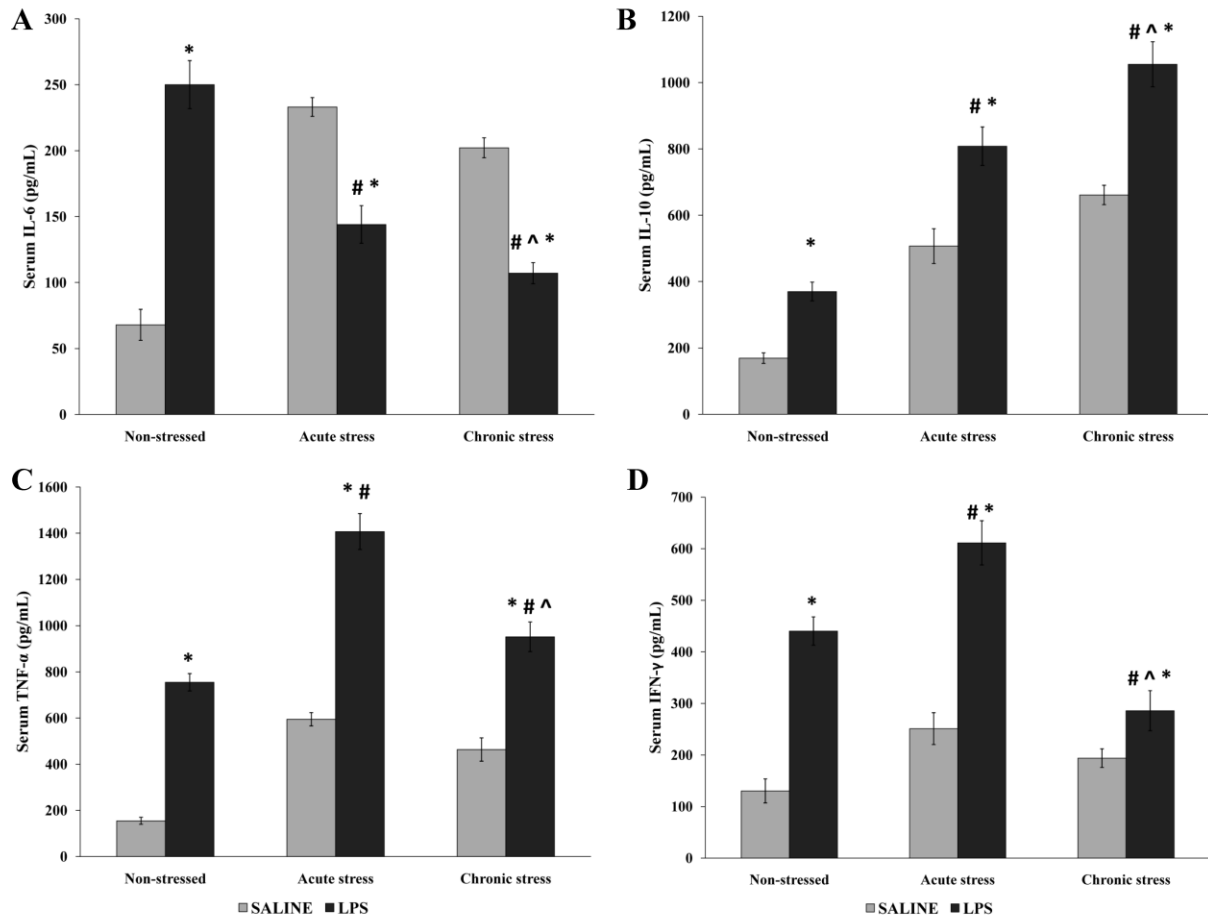 A
Serum IL-6 (pg/mL)
300
250
200
150
100
50
0
*
# *
# ^ *
Non-stressed Acute stress Chronic stress
B
Serum IL-10 (pg/mL)
1200
1000
800
600
400
200
0
*
# *
# ^ *
Non-stressed Acute stress Chronic stress
C
Serum TNF-α (pg/mL)
1600
1400
1200
1000
800
600
400
200
0
*
* #
* # ^
Non-stressed Acute stress Chronic stress
SALINE LPS
D
Serum IFN-γ (pg/mL)
700
600
500
400
300
200
100
0
*
# *
# ^ *
Non-stressed Acute stress Chronic stress
SALINE LPS